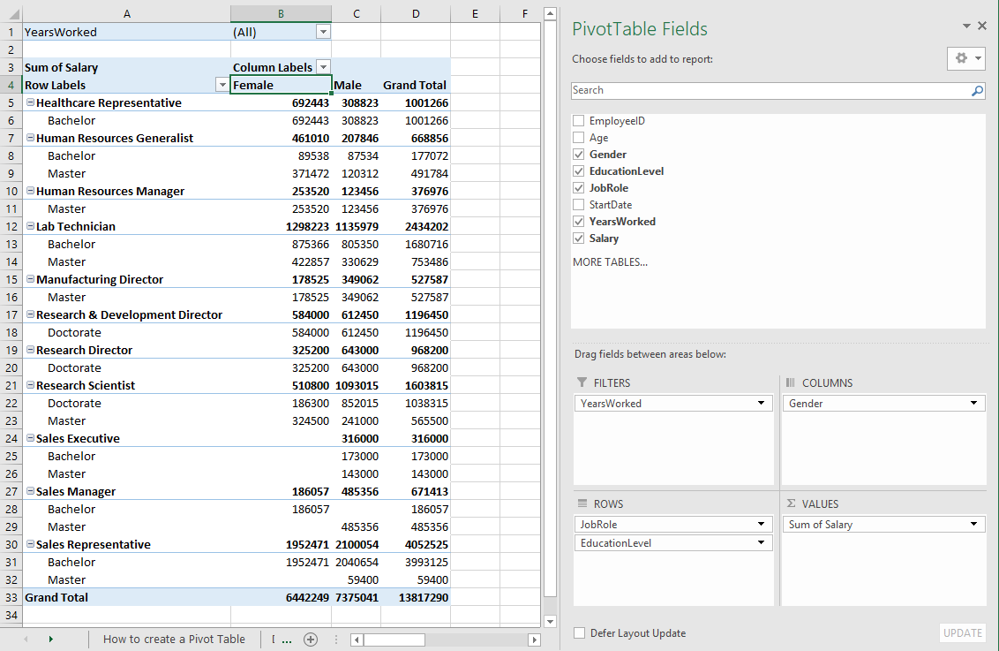 A B C D E F
1 YearsWorked (All)
2
3 Sum of Salary Column Labels
4 Row Labels Female Male Grand Total
5 Healthcare Representative 692443 308823 1001266
6 Bachelor 692443 308823 1001266
7 Human Resources Generalist 461010 207846 668856
8 Bachelor 89538 87534 177072
9 Master 371472 120312 491784
10 Human Resources Manager 253520 123456 376976
11 Master 253520 123456 376976
12 Lab Technician 1298223 1135979 2434202
13 Bachelor 875366 805350 1680716
14 Master 422857 330629 753486
15 Manufacturing Director 178525 349062 527587
16 Master 178525 349062 527587
17 Research & Development Director 584000 612450 1196450
18 Doctorate 584000 612450 1196450
19 Research Director 325200 643000 968200
20 Doctorate 325200 643000 968200
21 Research Scientist 510800 1093015 1603815
22 Doctorate 186300 852015 1038315
23 Master 324500 241000 565500
24 Sales Executive 316000 316000
25 Bachelor 173000 173000
26 Master 143000 143000
27 Sales Manager 186057 485356 671413
28 Bachelor 186057 186057
29 Master 485356 485356
30 Sales Representative 1952471 2100054 4052525
31 Bachelor 1952471 2040654 3993125
32 Master 59400 59400
33 Grand Total 6442249 7375041 13817290
34
How to create a Pivot Table ...
PivotTable Fields
Choose fields to add to report:
Search
EmployeeID
Age
Gender
EducationLevel
JobRole
StartDate
YearsWorked
Salary
MORE TABLES...
Drag fields between areas below:
FILTERS
YearsWorked
COLUMNS
Gender
ROWS
JobRole
EducationLevel
Σ VALUES
Sum of Salary
Defer Layout Update
UPDATE